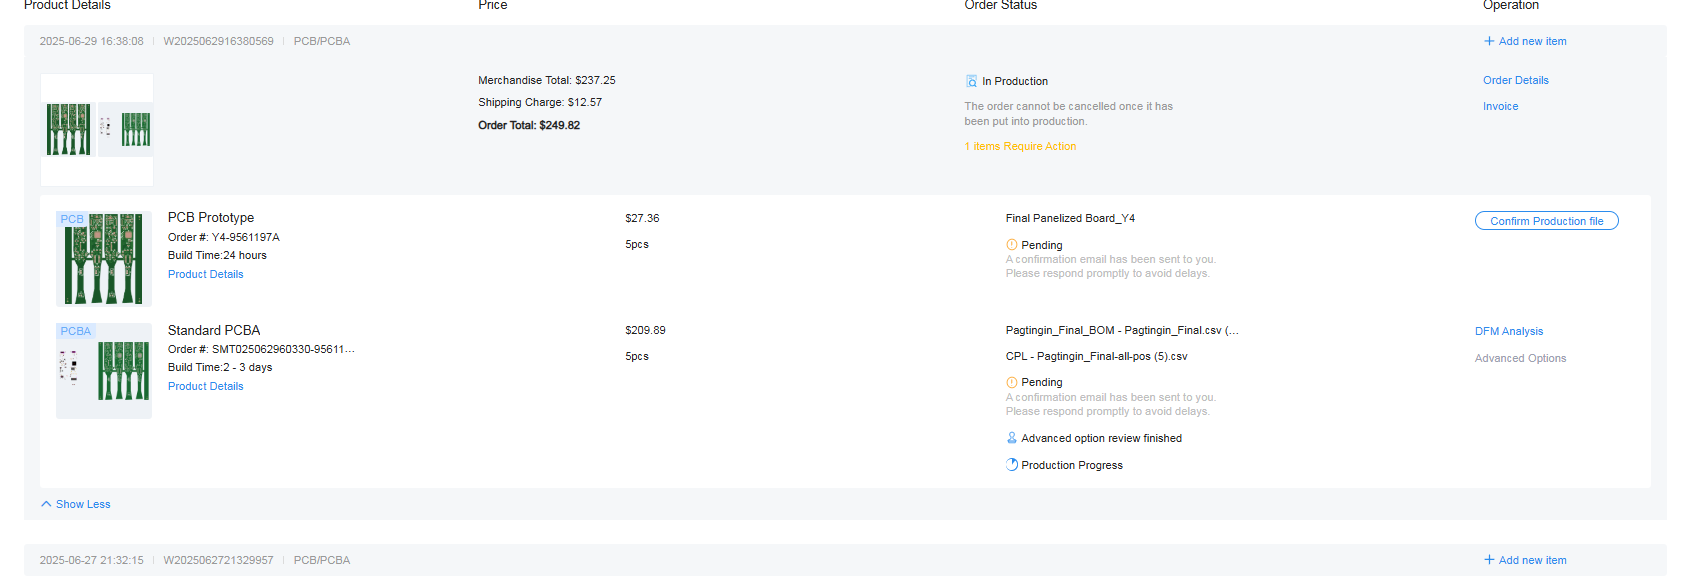 Product Details
Price
Order Status
Operation
2025-06-29 16:38:08 | W2025062916380569 | PCB/PCBA
+ Add new item
Merchandise Total: $237.25
Shipping Charge: $12.57
Order Total: $249.82
In Production
The order cannot be cancelled once it has
been put into production.
1 items Require Action
Order Details
Invoice
PCB
PCB Prototype
Order #: Y4-9561197A
Build Time:24 hours
Product Details
$27.36
5pcs
Final Panelized Board_Y4
Pending
A confirmation email has been sent to you.
Please respond promptly to avoid delays.
Confirm Production file
PCBA
Standard PCBA
Order #: SMT025062960330-95611...
Build Time:2 - 3 days
Product Details
$209.89
5pcs
Pagtingin_Final_BOM - Pagtingin_Final.csv (...
CPL - Pagtingin_Final-all-pos (5).csv
Pending
A confirmation email has been sent to you.
Please respond promptly to avoid delays.
Advanced option review finished
Production Progress
DFM Analysis
Advanced Options
Show Less
2025-06-27 21:32:15 | W2025062721329957 | PCB/PCBA
+ Add new item